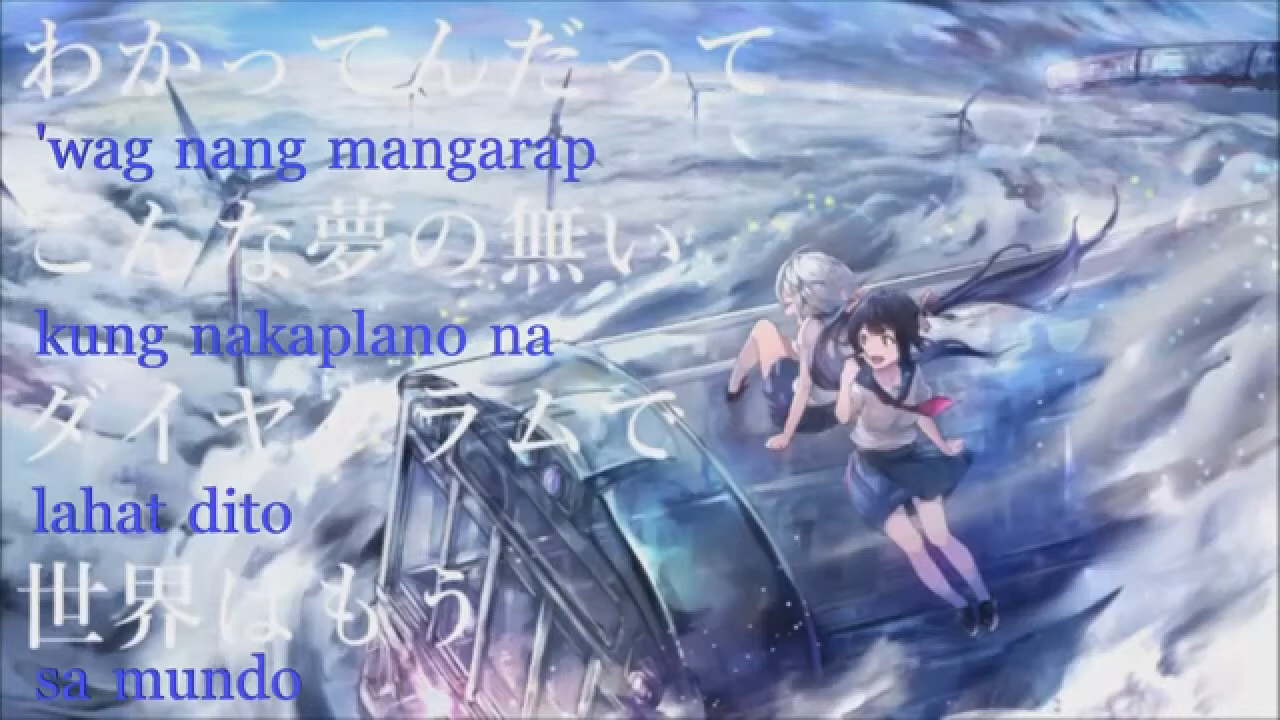 わかってんだって
'wag nang mangarap
こんな夢の無い
kung nakaplano na
ダイヤグラムで
lahat dito
世界はもう
sa mundo